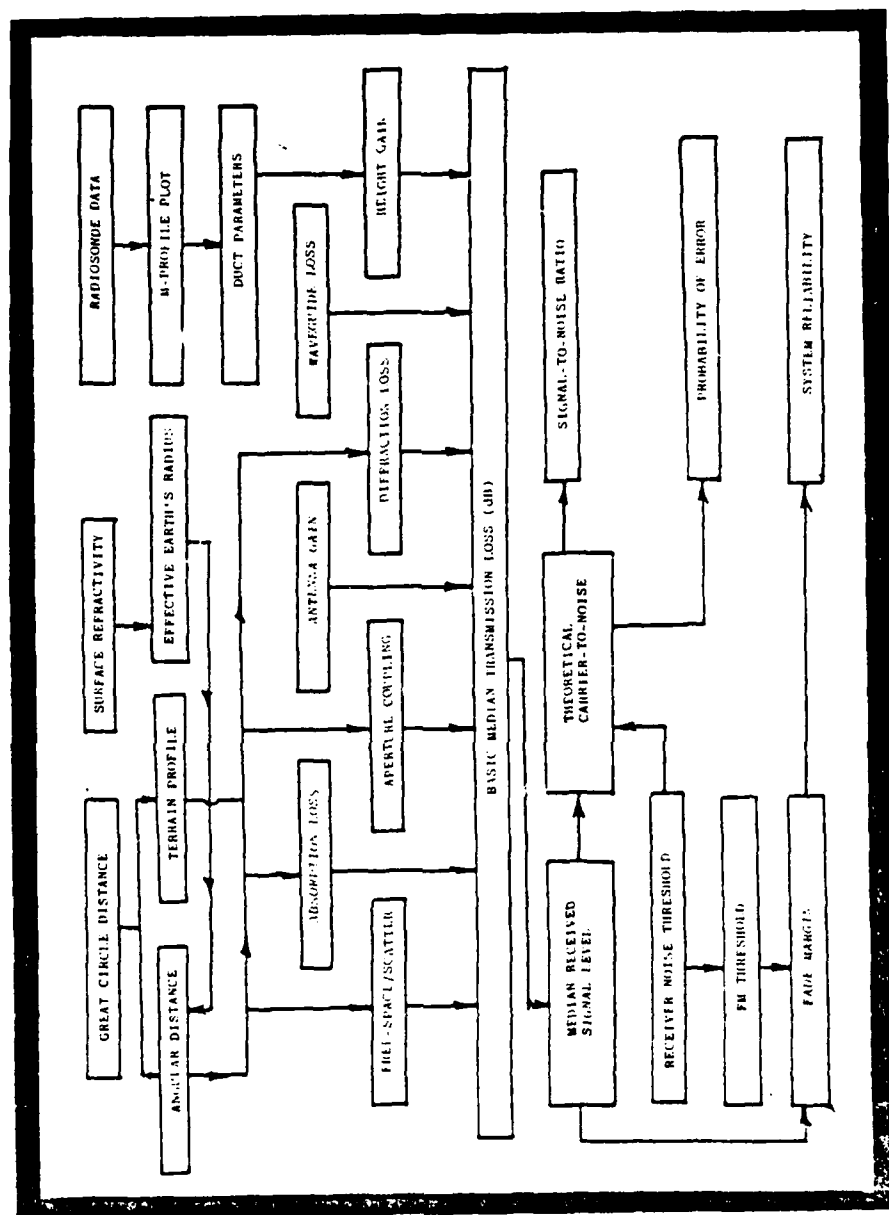 GREAT CIRCLE DISTANCE
SURFACE REFRACTIVITY
RADIOSONDE DATA
ANGULAR DISTANCE
TERRAIN PROFILE
EFFECTIVE EARTH'S RADIUS
M-PROFILE PLOT
DUCT PARAMETERS
ABSORPTION LOSS
ANTENNA GAIN
WAVEGUIDE LOSS
FREE-SPACE/SCATTER
APERTURE COUPLING
DIFFRACTION LOSS
HEIGHT GAIN
BASIC MEDIAN TRANSMISSION LOSS (dB)
MEDIAN RECEIVED
SIGNAL LEVEL
THEORETICAL
CARRIER-TO-NOISE
SIGNAL-TO-NOISE RATIO
RECEIVER NOISE THRESHOLD
PROBABILITY OF ERROR
FM THRESHOLD
FADE MARGIN
SYSTEM RELIABILITY